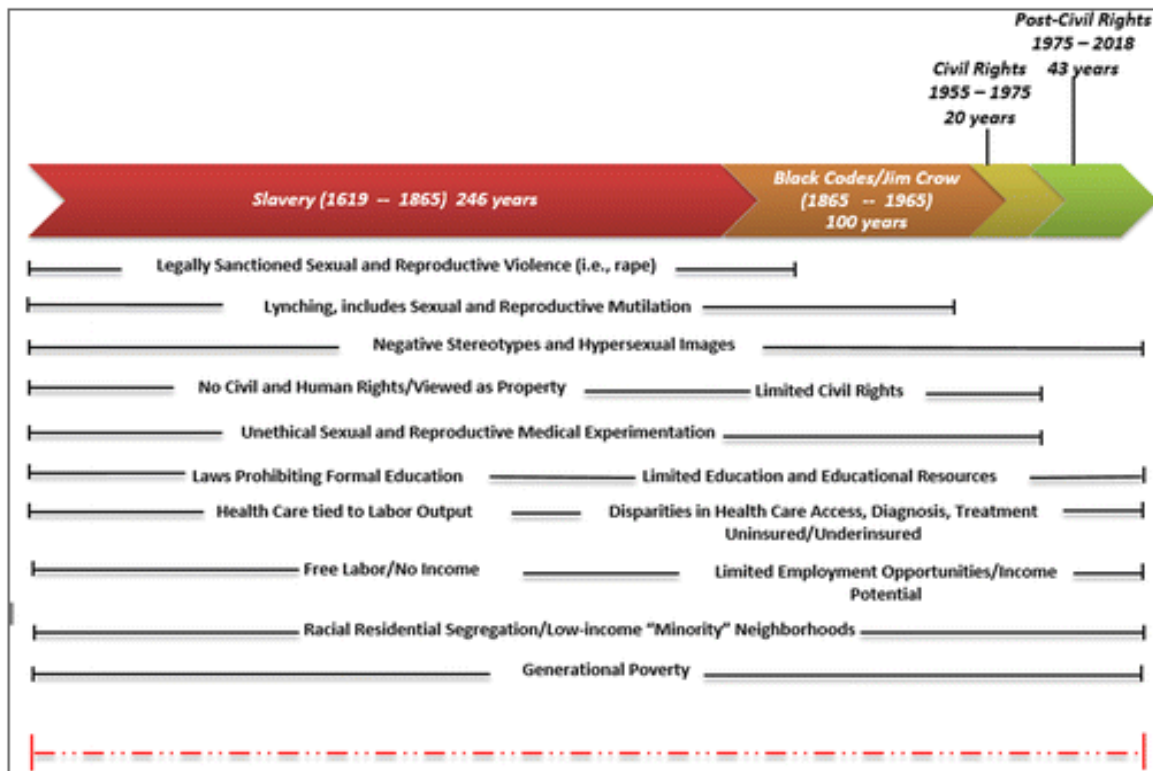 Post-Civil Rights
1975 – 2018
43 years
Civil Rights
1955 – 1975
20 years
Slavery (1619 -- 1865) 246 years
Black Codes/Jim Crow
(1865 -- 1965)
100 years
Legally Sanctioned Sexual and Reproductive Violence (i.e., rape)
Lynching, includes Sexual and Reproductive Mutilation
Negative Stereotypes and Hypersexual Images
No Civil and Human Rights/Viewed as Property
Limited Civil Rights
Unethical Sexual and Reproductive Medical Experimentation
Laws Prohibiting Formal Education
Limited Education and Educational Resources
Health Care tied to Labor Output
Disparities in Health Care Access, Diagnosis, Treatment
Uninsured/Underinsured
Free Labor/No Income
Limited Employment Opportunities/Income
Potential
Racial Residential Segregation/Low-income “Minority” Neighborhoods
Generational Poverty